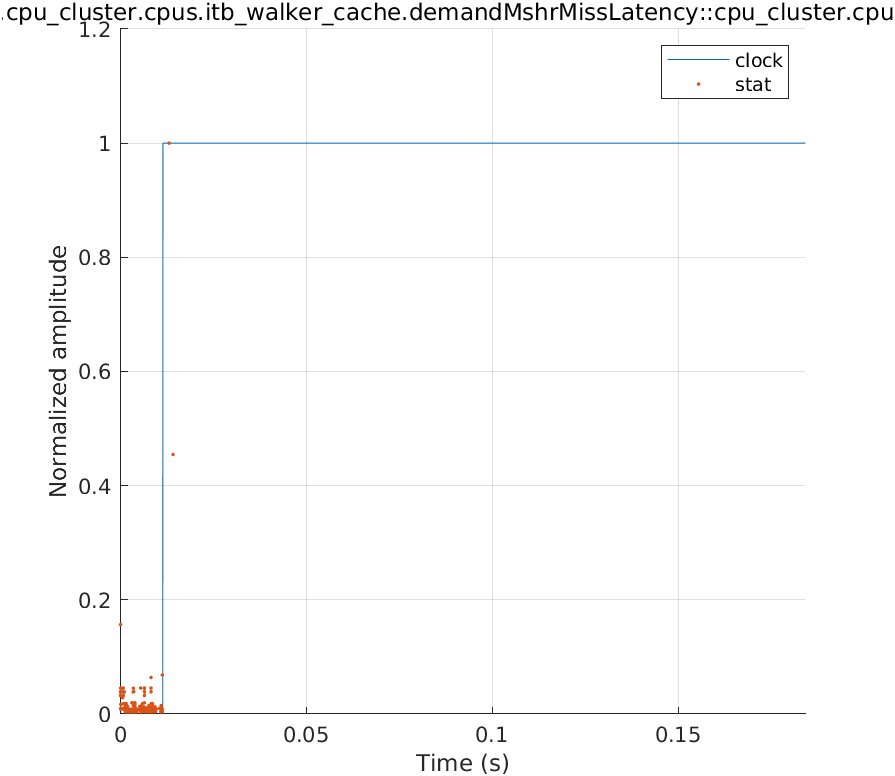 .cpu_cluster.cpus.itb_walker_cache.demandMshrMissLatency::cpu_cluster.cpu
1.2
1
0.8
0.6
0.4
0.2
0
Normalized amplitude
clock
stat
0
0.05
0.1
0.15
Time (s)